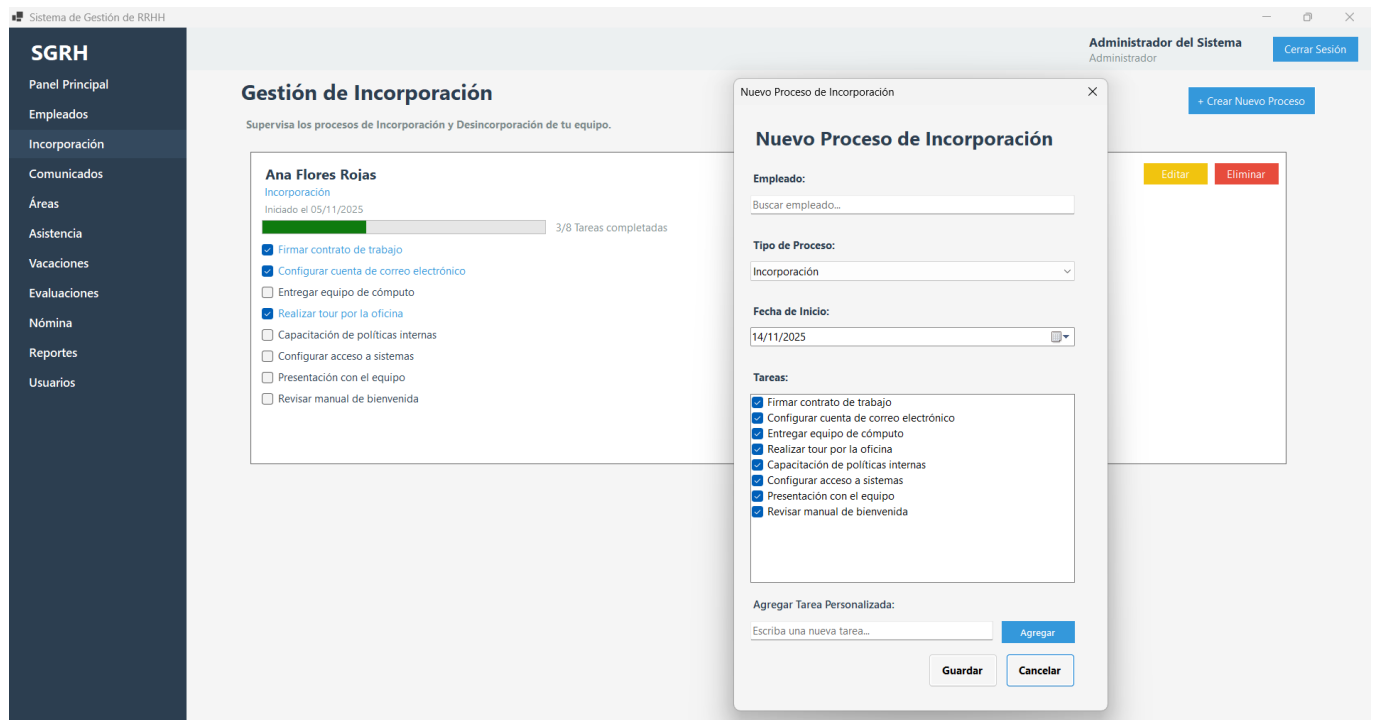 Sistema de Gestión de RRHH
SGRH
Panel Principal
Empleados
Incorporación
Comunicados
Áreas
Asistencia
Vacaciones
Evaluaciones
Nómina
Reportes
Usuarios
Administrador del Sistema
Administrador
Cerrar Sesión
Gestión de Incorporación
Supervisa los procesos de Incorporación y Desincorporación de tu equipo.
+ Crear Nuevo Proceso
Ana Flores Rojas
Incorporación
Iniciado el 05/11/2025
3/8 Tareas completadas
Firmar contrato de trabajo
Configurar cuenta de correo electrónico
Entregar equipo de cómputo
Realizar tour por la oficina
Capacitación de políticas internas
Configurar acceso a sistemas
Presentación con el equipo
Revisar manual de bienvenida
Editar
Eliminar
Nuevo Proceso de Incorporación
Nuevo Proceso de Incorporación
Empleado:
Buscar empleado...
Tipo de Proceso:
Incorporación
Fecha de Inicio:
14/11/2025
Tareas:
Firmar contrato de trabajo
Configurar cuenta de correo electrónico
Entregar equipo de cómputo
Realizar tour por la oficina
Capacitación de políticas internas
Configurar acceso a sistemas
Presentación con el equipo
Revisar manual de bienvenida
Agregar Tarea Personalizada:
Escriba una nueva tarea...
Agregar
Guardar
Cancelar